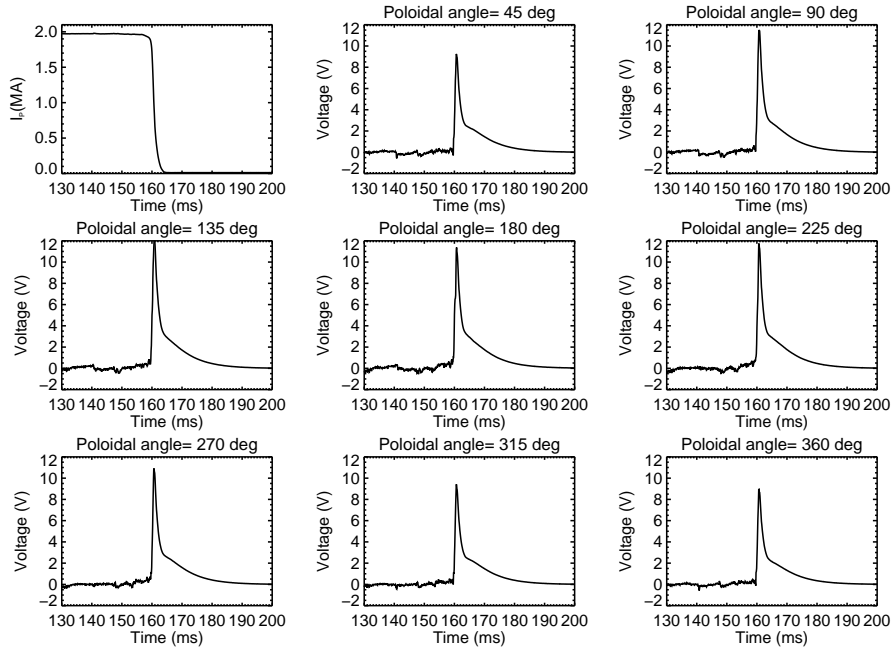 Poloidal angle= 45 deg
Poloidal angle= 90 deg
2.0
1.5
1.0
0.5
0.0
IP(MA)
130 140 150 160 170 180 190 200
Time (ms)
12
10
8
6
4
2
0
−2
Voltage (V)
130 140 150 160 170 180 190 200
Time (ms)
12
10
8
6
4
2
0
−2
Voltage (V)
130 140 150 160 170 180 190 200
Time (ms)
Poloidal angle= 135 deg
12
10
8
6
4
2
0
−2
Voltage (V)
130 140 150 160 170 180 190 200
Time (ms)
Poloidal angle= 180 deg
12
10
8
6
4
2
0
−2
Voltage (V)
130 140 150 160 170 180 190 200
Time (ms)
Poloidal angle= 225 deg
12
10
8
6
4
2
0
−2
Voltage (V)
130 140 150 160 170 180 190 200
Time (ms)
Poloidal angle= 270 deg
12
10
8
6
4
2
0
−2
Voltage (V)
130 140 150 160 170 180 190 200
Time (ms)
Poloidal angle= 315 deg
12
10
8
6
4
2
0
−2
Voltage (V)
130 140 150 160 170 180 190 200
Time (ms)
Poloidal angle= 360 deg
12
10
8
6
4
2
0
−2
Voltage (V)
130 140 150 160 170 180 190 200
Time (ms)